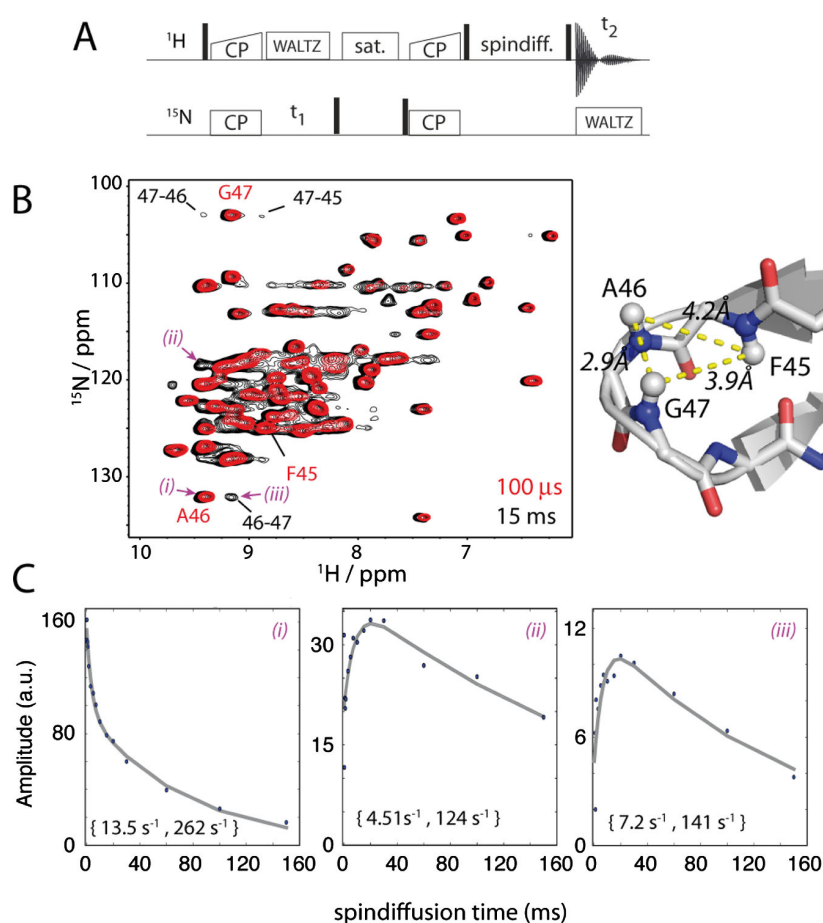 A
¹H
CP
WALTZ
sat.
CP
spindiff.
t₂
¹⁵N
CP
t₁
CP
WALTZ
B
100
110
120
130
¹⁵N / ppm
47-46
G47
47-45
(ii)
F45
(i)
(iii)
A46
46-47
100 µs
15 ms
10
9
8
7
¹H / ppm
A46
4.2Å
2.9Å
F45
3.9Å
G47
C
160
80
0
Amplitude (a.u.)
(i)
{ 13.5 s⁻¹ , 262 s⁻¹ }
0
40
80
120
160
30
15
0
(ii)
{ 4.51s⁻¹ , 124 s⁻¹ }
0
40
80
120
160
12
6
0
(iii)
{ 7.2 s⁻¹ , 141 s⁻¹ }
0
40
80
120
160
spindiffusion time (ms)